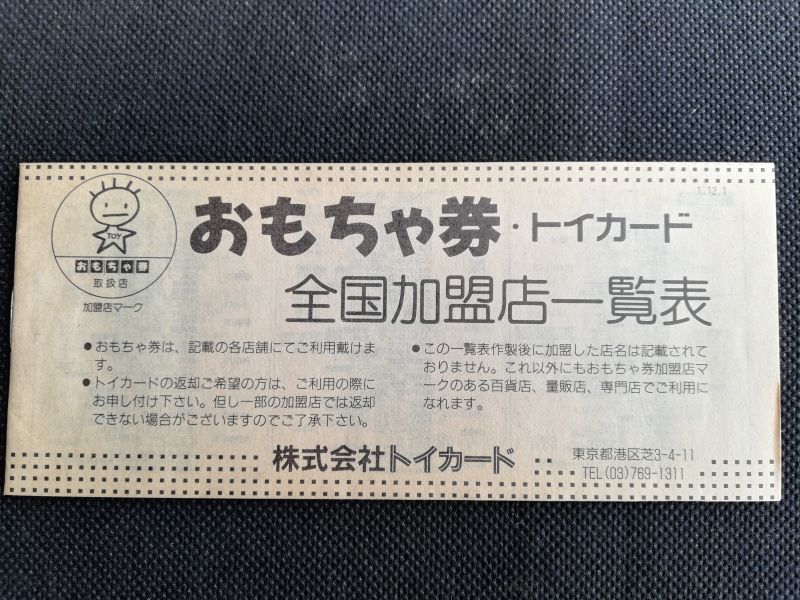 1.12.1
TOY
おもちゃ券
取扱店
加盟店マーク
おもちゃ券・トイカード
全国加盟店一覧表
●おもちゃ券は、記載の各店舗にてご利用戴けま
す。
●トイカードの返却ご希望の方は、ご利用の際に
お申し付け下さい。但し一部の加盟店では返却
できない場合がございますのでご了承下さい。
●この一覧表作製後に加盟した店名は記載されて
おりません。これ以外にもおもちゃ券加盟店マ
ークのある百貨店、量販店、専門店でご利用に
なれます。
株式会社トイカード
東京都港区芝3-4-11
TEL(03)769-1311